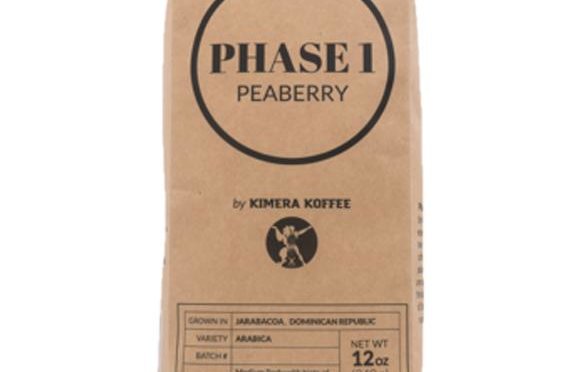 PHASE 1
PEABERRY
by KIMERA KOFFEE
GROWN IN JARABACOA, DOMINICAN REPUBLIC
VARIETY ARABICA
BATCH #
NET WT
12oz